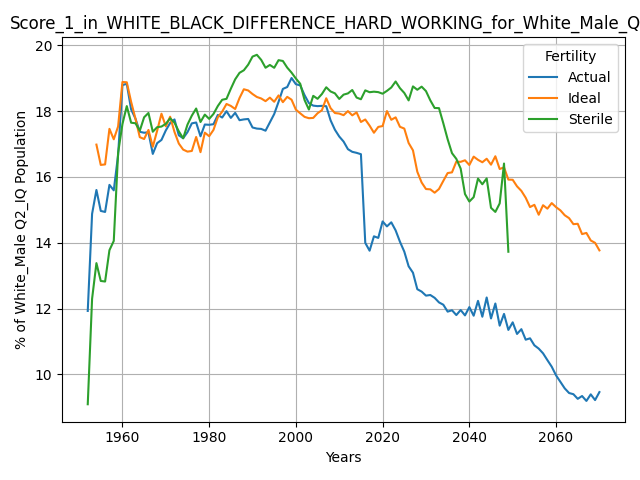 Score_1_in_WHITE_BLACK_DIFFERENCE_HARD_WORKING_for_White_Male_Q
Fertility
Actual
Ideal
Sterile
% of White_Male Q2_IQ Population
20
18
16
14
12
10
1960
1980
2000
2020
2040
2060
Years